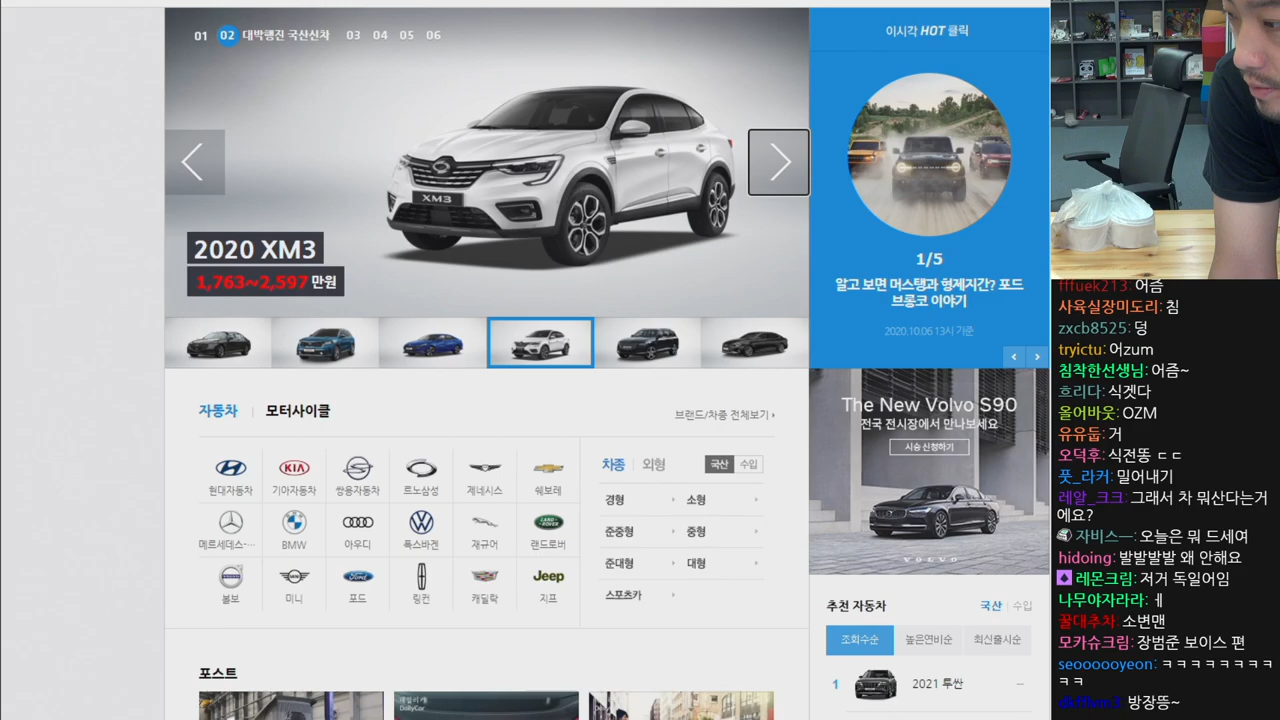 01 02 대박행진 국산신차 03 04 05 06
XM3
2020 XM3
1,763~2,597 만원
이시각 HOT 클릭
1/5
알고 보면 머스탱과 형제지간? 포드
브롱코 이야기
2020.10.06 13시 기준
자동차 모터사이클
브랜드/차종 전체보기
현대자동차 기아자동차 쌍용자동차 르노삼성 제네시스 쉐보레
메르세데스-… BMW 아우디 폭스바겐 재규어 랜드로버
볼보 미니 포드 링컨 캐딜락 지프
KIA
LAND ROVER
Ford
Jeep
차종 외형 국산 수입
경형 소형
준중형 중형
준대형 대형
스포츠카
The New Volvo S90
전국 전시장에서 만나보세요
시승 신청하기
VOLVO
추천 자동차 국산 수입
조회수순 높은연비순 최신출시순
1 2021 투싼 –
포스트
데일리카
DollyCar
fffuek213: 어즘
사육실장미도리: 침
zxcb8525: 덩
tryictu: 어zum
침착한선생님: 어즘~
흐리다: 식겟다
올어바웃: OZM
유유둡: 거
오덕후: 식전똥 ㄷㄷ
풋_라커: 밀어내기
레알_크크: 그래서 차 뭐산다는거
에요?
자비스—: 오늘은 뭐 드세여
hidoing: 발발발발 왜 안해요
레몬크림: 저거 독일어임
나무야자라라: ㅔ
꿀대추차: 소변맨
모카슈크림: 장범준 보이스 편
seoooooyeon: ㅋㅋㅋㅋㅋㅋㅋㅋ
ㅋㅋ
방장뜬~